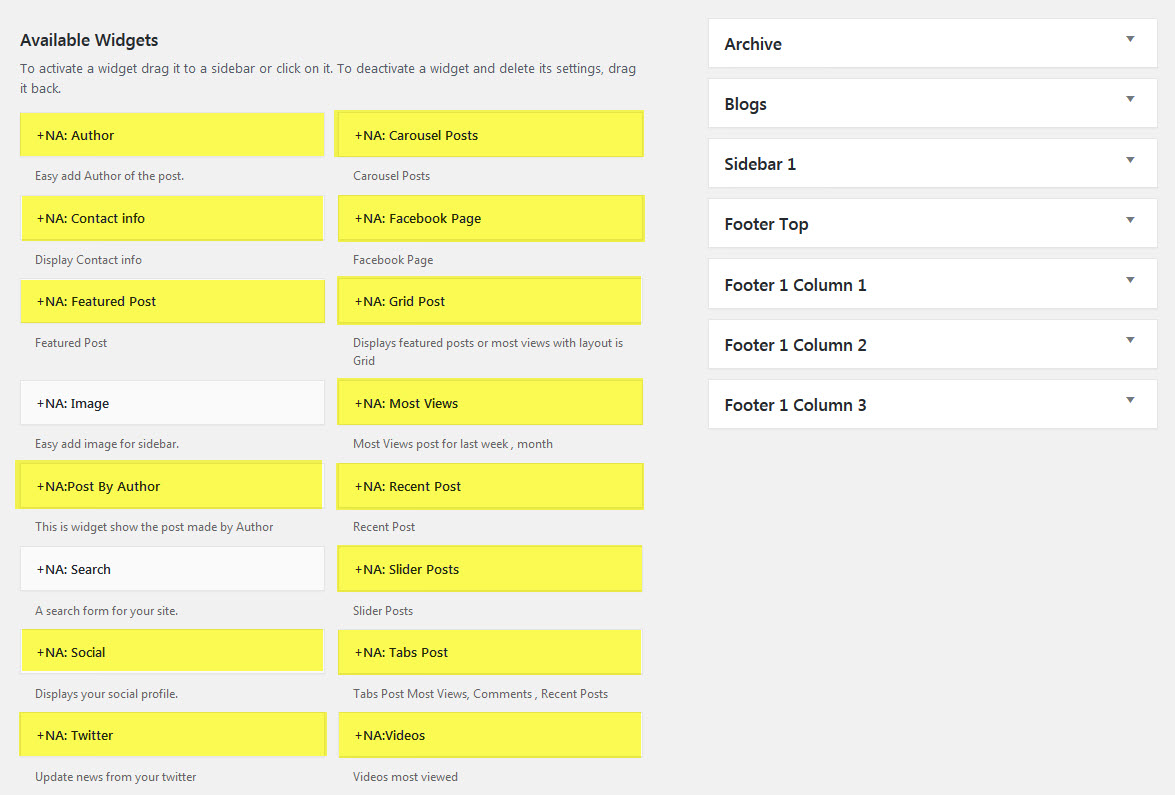 Available Widgets
To activate a widget drag it to a sidebar or click on it. To deactivate a widget and delete its settings, drag
it back.
+NA: Author
Easy add Author of the post.
+NA: Carousel Posts
Carousel Posts
+NA: Contact info
Display Contact info
+NA: Facebook Page
Facebook Page
+NA: Featured Post
Featured Post
+NA: Grid Post
Displays featured posts or most views with layout is
Grid
+NA: Image
Easy add image for sidebar.
+NA: Most Views
Most Views post for last week , month
+NA:Post By Author
This is widget show the post made by Author
+NA: Recent Post
Recent Post
+NA: Search
A search form for your site.
+NA: Slider Posts
Slider Posts
+NA: Social
Displays your social profile.
+NA: Tabs Post
Tabs Post Most Views, Comments , Recent Posts
+NA: Twitter
Update news from your twitter
+NA:Videos
Videos most viewed
Archive
Blogs
Sidebar 1
Footer Top
Footer 1 Column 1
Footer 1 Column 2
Footer 1 Column 3